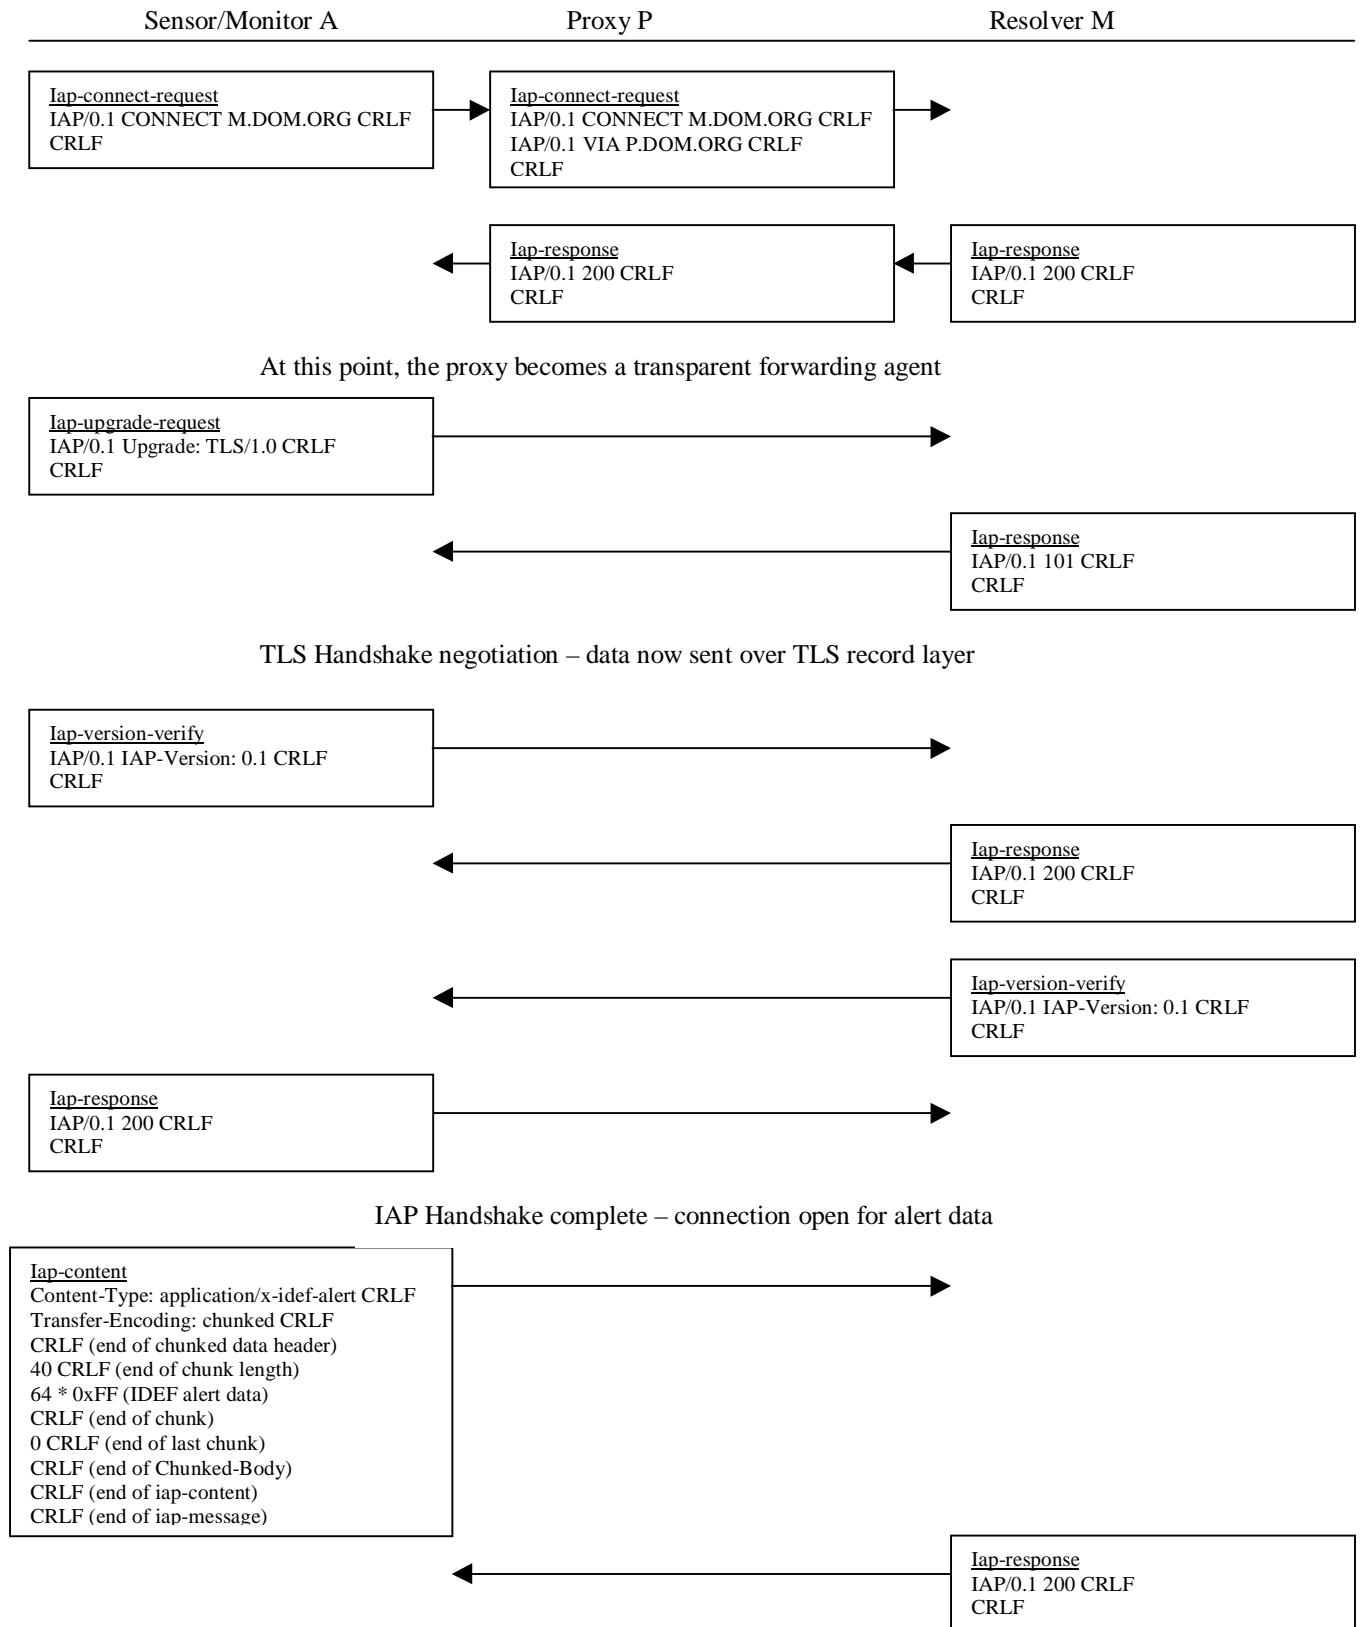 Sensor/Monitor A Proxy P Resolver M
Iap-connect-request
IAP/0.1 CONNECT M.DOM.ORG CRLF
CRLF
Iap-connect-request
IAP/0.1 CONNECT M.DOM.ORG CRLF
IAP/0.1 VIA P.DOM.ORG CRLF
CRLF
Iap-response
IAP/0.1 200 CRLF
CRLF
Iap-response
IAP/0.1 200 CRLF
CRLF
At this point, the proxy becomes a transparent forwarding agent
Iap-upgrade-request
IAP/0.1 Upgrade: TLS/1.0 CRLF
CRLF
Iap-response
IAP/0.1 101 CRLF
CRLF
TLS Handshake negotiation – data now sent over TLS record layer
Iap-version-verify
IAP/0.1 IAP-Version: 0.1 CRLF
CRLF
Iap-response
IAP/0.1 200 CRLF
CRLF
Iap-version-verify
IAP/0.1 IAP-Version: 0.1 CRLF
CRLF
Iap-response
IAP/0.1 200 CRLF
CRLF
IAP Handshake complete – connection open for alert data
Iap-content
Content-Type: application/x-idef-alert CRLF
Transfer-Encoding: chunked CRLF
CRLF (end of chunked data header)
40 CRLF (end of chunk length)
64 * 0xFF (IDEF alert data)
CRLF (end of chunk)
0 CRLF (end of last chunk)
CRLF (end of Chunked-Body)
CRLF (end of iap-content)
CRLF (end of iap-message)
Iap-response
IAP/0.1 200 CRLF
CRLF